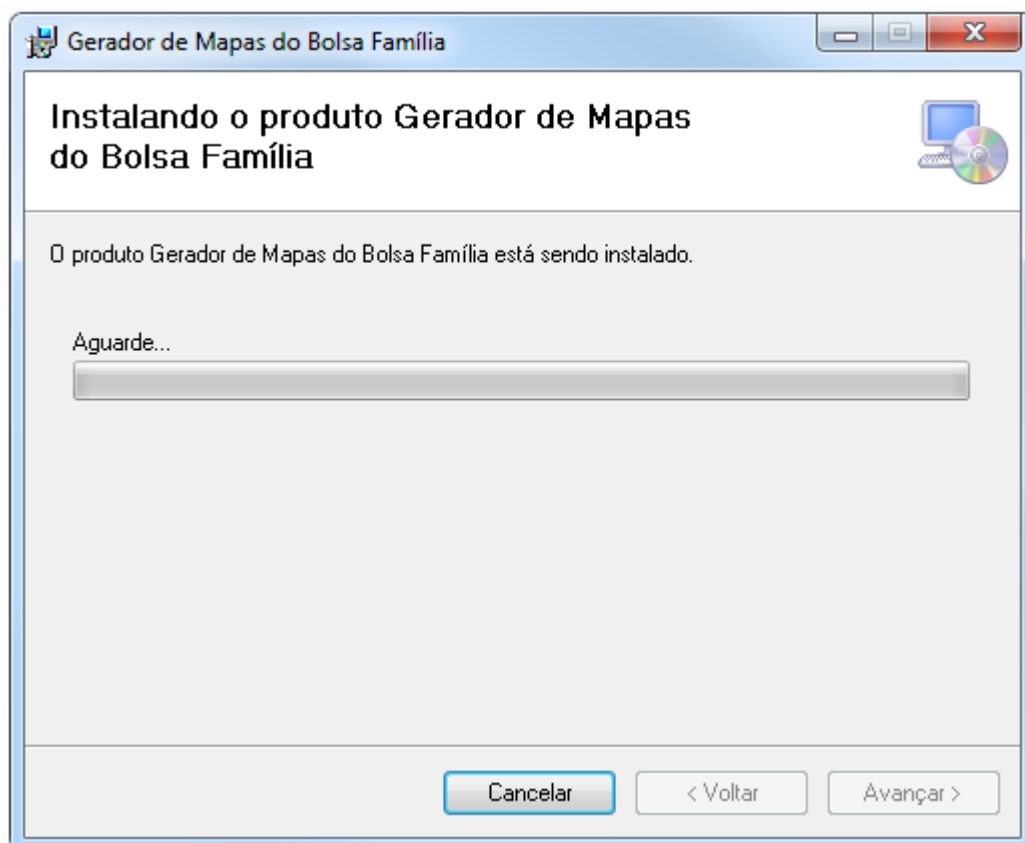 Gerador de Mapas do Bolsa Família
Instalando o produto Gerador de Mapas
do Bolsa Família
O produto Gerador de Mapas do Bolsa Família está sendo instalado.
Aguarde...
Cancelar
< Voltar
Avançar >